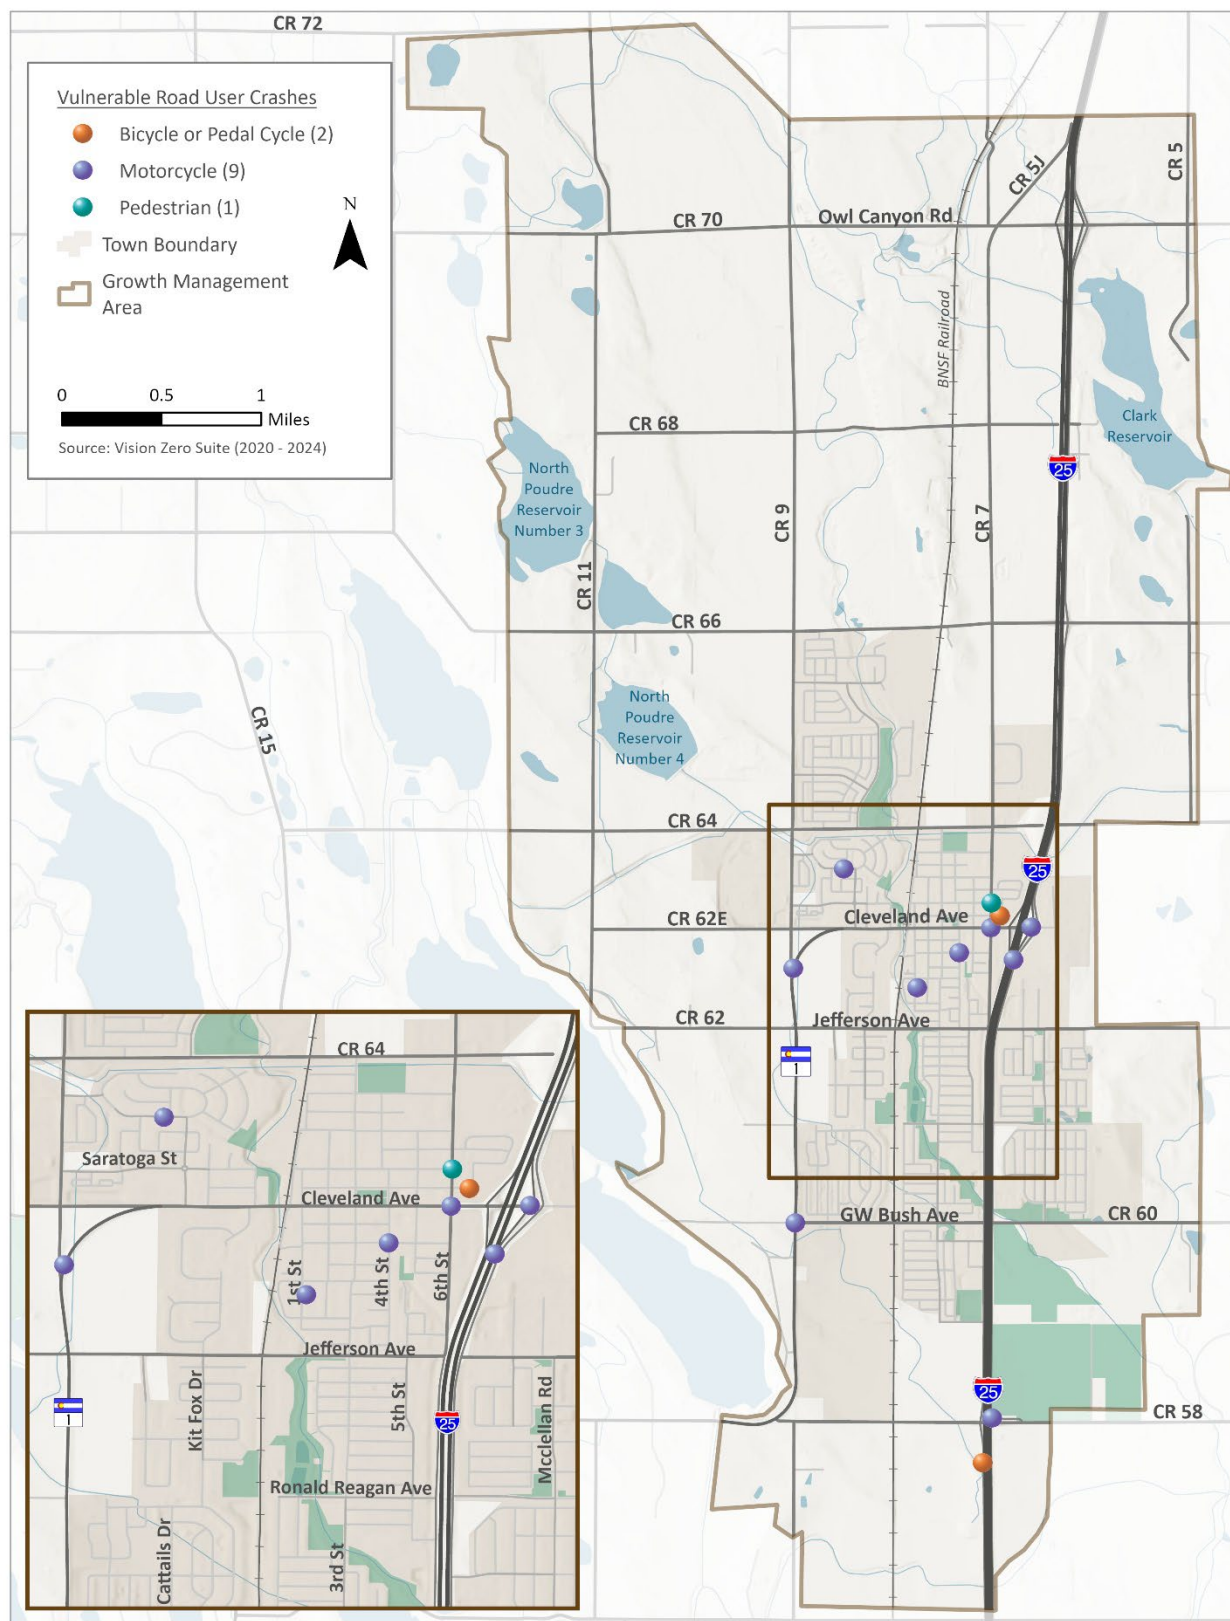 CR 72
Vulnerable Road User Crashes
Bicycle or Pedal Cycle (2)
Motorcycle (9)
Pedestrian (1)
Town Boundary
Growth Management
Area
N
0 0.5 1
Miles
Source: Vision Zero Suite (2020 - 2024)
CR 5
CR 5J
CR 70
Owl Canyon Rd
BNSF Railroad
Clark
Reservoir
CR 68
25
North
Poudre
Reservoir
Number 3
CR 9
CR 7
CR 11
CR 66
North
Poudre
Reservoir
Number 4
CR 15
CR 64
25
CR 62E
Cleveland Ave
CR 62
Jefferson Ave
1
GW Bush Ave
CR 60
25
CR 58
CR 64
Saratoga St
Cleveland Ave
1st St
4th St
6th St
Jefferson Ave
Kit Fox Dr
5th St
Mcclellan Rd
1
25
Ronald Reagan Ave
Cattails Dr
3rd St